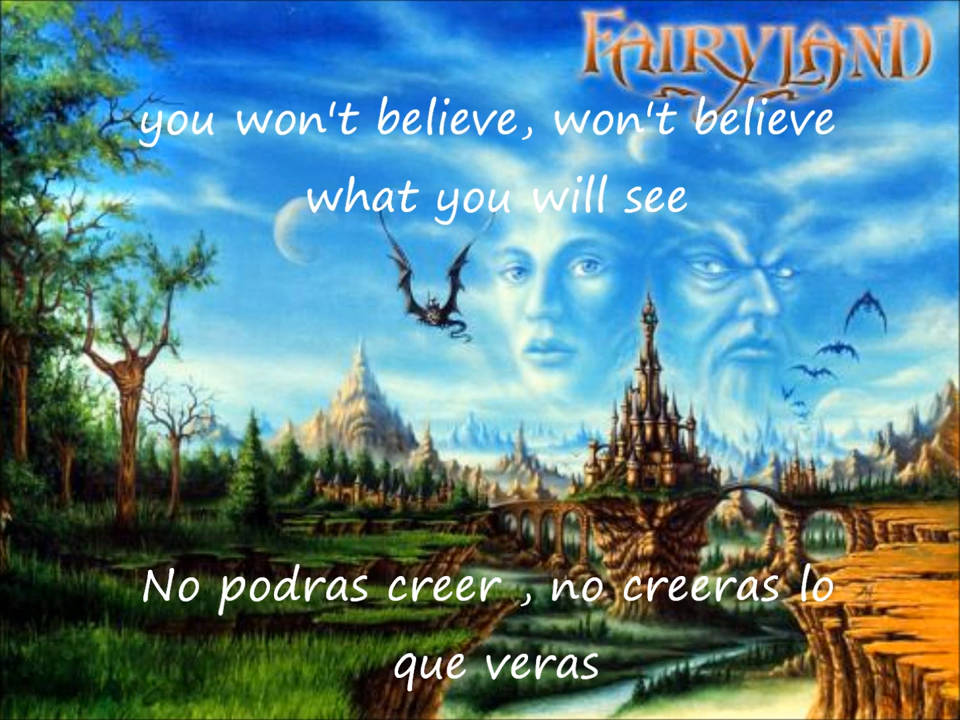 FAIRYLAND
you won't believe, won't believe
what you will see
No podras creer , no creeras lo
que veras